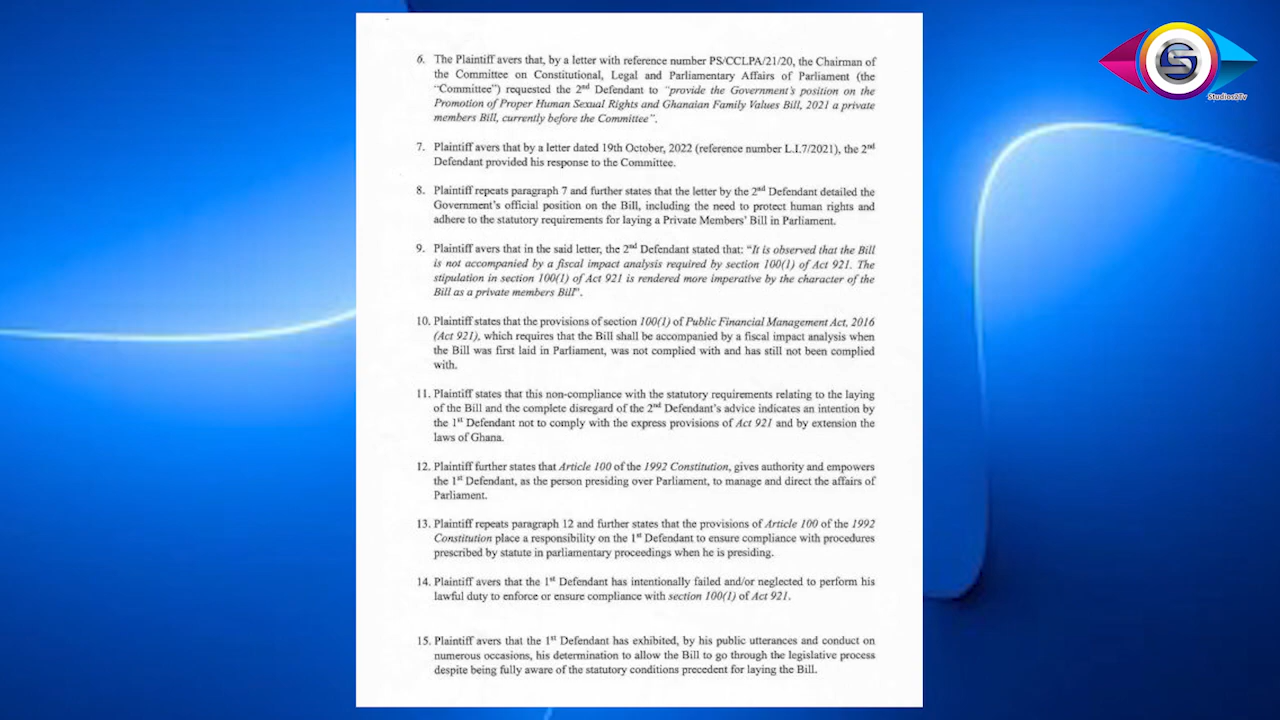 6. The Plaintiff avers that, by a letter with reference number PS/CCLPA/21/20, the Chairman of
the Committee on Constitutional, Legal and Parliamentary Affairs of Parliament (the
"Committee") requested the 2nd Defendant to "provide the Government's position on the
Promotion of Proper Human Sexual Rights and Ghanaian Family Values Bill, 2021 a private
members Bill, currently before the Committee".
7. Plaintiff avers that by a letter dated 19th October, 2022 (reference number L.I.7/2021), the 2nd
Defendant provided his response to the Committee.
8. Plaintiff repeats paragraph 7 and further states that the letter by the 2nd Defendant detailed the
Government's official position on the Bill, including the need to protect human rights and
adhere to the statutory requirements for laying a Private Members' Bill in Parliament.
9. Plaintiff avers that in the said letter, the 2nd Defendant stated that: "It is observed that the Bill
is not accompanied by a fiscal impact analysis required by section 100(1) of Act 921. The
stipulation in section 100(1) of Act 921 is rendered more imperative by the character of the
Bill as a private members Bill".
10. Plaintiff states that the provisions of section 100(1) of Public Financial Management Act, 2016
(Act 921), which requires that the Bill shall be accompanied by a fiscal impact analysis when
the Bill was first laid in Parliament, was not complied with and has still not been complied
with.
11. Plaintiff states that this non-compliance with the statutory requirements relating to the laying
of the Bill and the complete disregard of the 2nd Defendant's advice indicates an intention by
the 1st Defendant not to comply with the express provisions of Act 921 and by extension the
laws of Ghana.
12. Plaintiff further states that Article 100 of the 1992 Constitution, gives authority and empowers
the 1st Defendant, as the person presiding over Parliament, to manage and direct the affairs of
Parliament.
13. Plaintiff repeats paragraph 12 and further states that the provisions of Article 100 of the 1992
Constitution place a responsibility on the 1st Defendant to ensure compliance with procedures
prescribed by statute in parliamentary proceedings when he is presiding.
14. Plaintiff avers that the 1st Defendant has intentionally failed and/or neglected to perform his
lawful duty to enforce or ensure compliance with section 100(1) of Act 921.
15. Plaintiff avers that the 1st Defendant has exhibited, by his public utterances and conduct on
numerous occasions, his determination to allow the Bill to go through the legislative process
despite being fully aware of the statutory conditions precedent for laying the Bill.
Studios2Tv